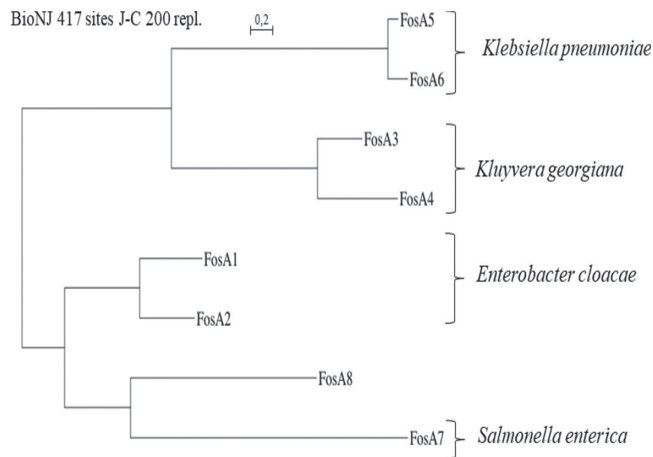 BioNJ 417 sites J-C 200 repl.
0,2
FosA5
Klebsiella pneumoniae
FosA6
FosA3
Kluyvera georgiana
FosA4
FosA1
Enterobacter cloacae
FosA2
FosA8
FosA7
Salmonella enterica